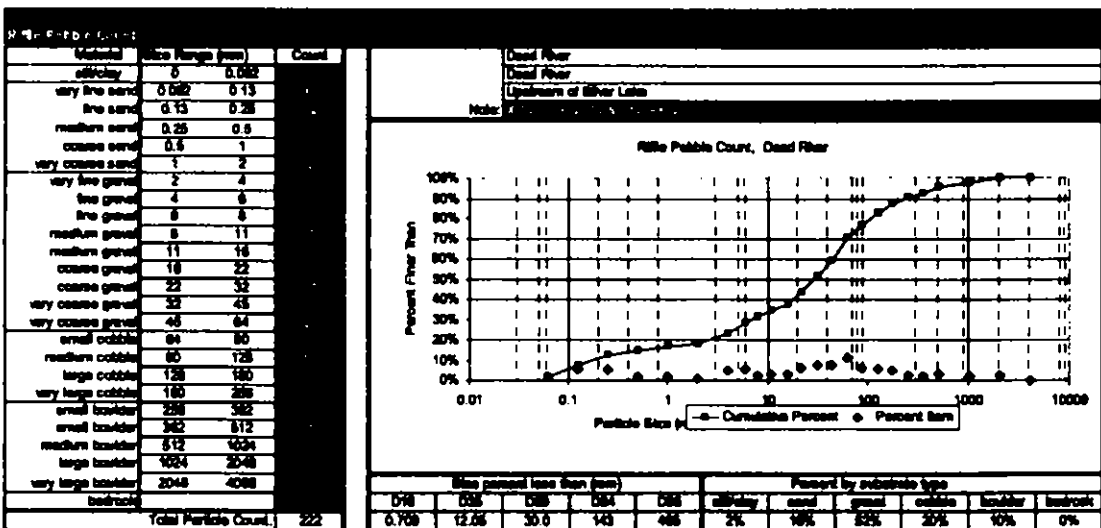 Riffle Pebble Count
Material Size Range (mm) Count
silt/clay 0 0.062
very fine sand 0.062 0.13
fine sand 0.13 0.25
medium sand 0.25 0.5
coarse sand 0.5 1
very coarse sand 1 2
very fine gravel 2 4
fine gravel 4 6
fine gravel 6 8
medium gravel 8 11
medium gravel 11 16
coarse gravel 16 22
coarse gravel 22 32
very coarse gravel 32 45
very coarse gravel 45 64
small cobble 64 90
medium cobble 90 128
large cobble 128 180
very large cobble 180 256
small boulder 256 362
small boulder 362 512
medium boulder 512 1024
large boulder 1024 2048
very large boulder 2048 4096
bedrock
Total Particle Count: 222
Dead River
Dead River
Upstream of Silver Lake
Note:
Riffle Pebble Count, Dead River
Percent Finer Than
100%
90%
80%
70%
60%
50%
40%
30%
20%
10%
0%
0.01 0.1 1 10 100 1000 10000
Particle Size
Cumulative Percent Percent Item
Size percent less than (mm) Percent by substrate type
D16 D35 D50 D84 D95 silt/clay sand gravel cobble boulder bedrock
0.709 12.05 143 2% 16% 52% 20% 10% 0%